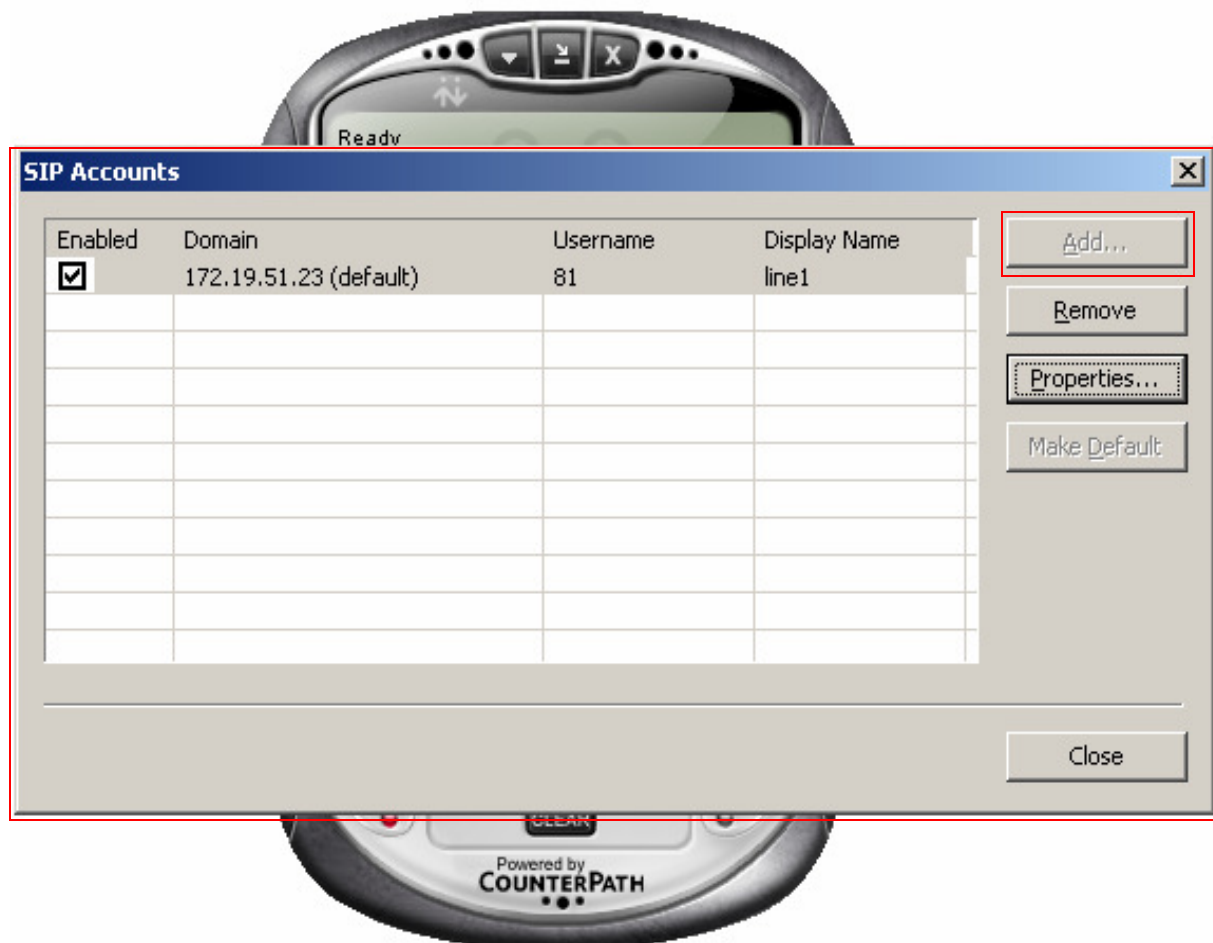 Ready
SIP Accounts
Enabled Domain Username Display Name
172.19.51.23 (default) 81 line1
Add...
Remove
Properties...
Make Default
Close
CLEAR
Powered by
COUNTERPATH